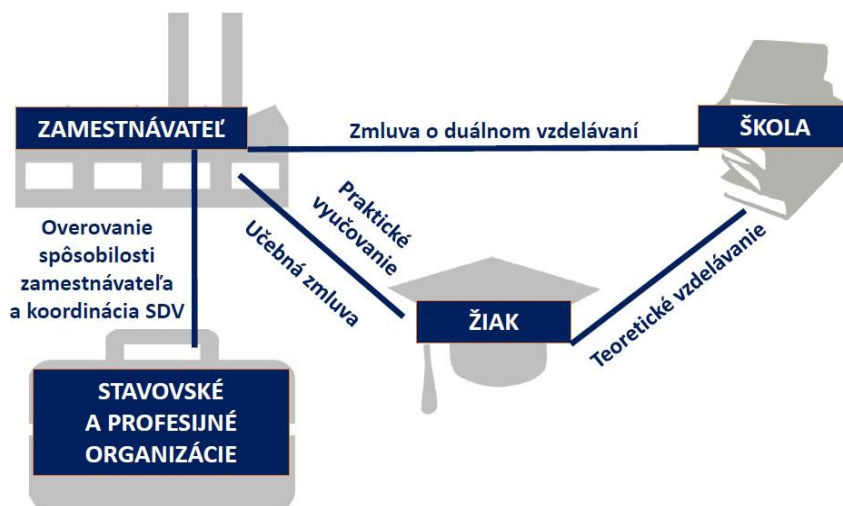 ZAMESTNÁVATEĽ
Zmluva o duálnom vzdelávaní
ŠKOLA
Overovanie
spôsobilosti
zamestnávateľa
a koordinácia SDV
Praktické
vyučovanie
Učebná zmluva
ŽIAK
Teoretické vzdelávanie
STAVOVSKÉ
A PROFESIJNÉ
ORGANIZÁCIE